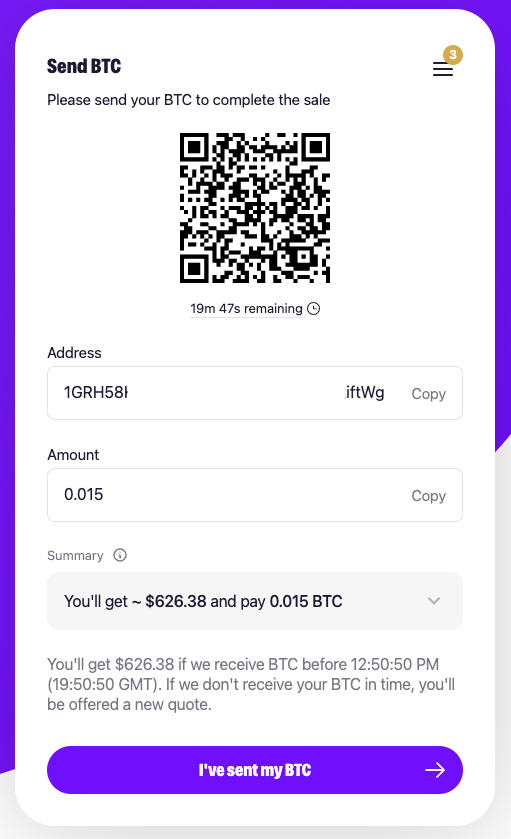 Send BTC
3
Please send your BTC to complete the sale
19m 47s remaining
Address
1GRH58 iftWg Copy
Amount
0.015 Copy
Summary
You'll get ~ $626.38 and pay 0.015 BTC
You'll get $626.38 if we receive BTC before 12:50:50 PM
(19:50:50 GMT). If we don't receive your BTC in time, you'll
be offered a new quote.
I've sent my BTC